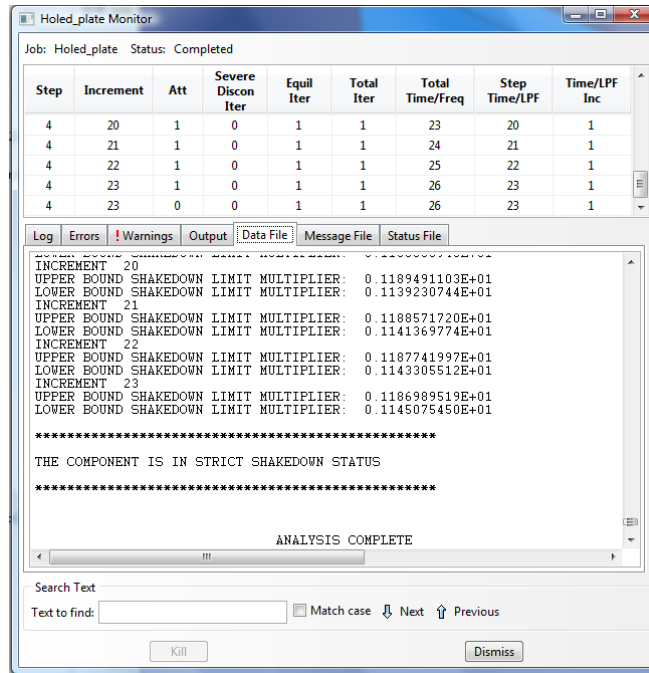 Holed_plate Monitor
Job: Holed_plate Status: Completed
Step Increment Att Severe Discon Iter Equil Iter Total Iter Total Time/Freq Step Time/LPF Time/LPF Inc
4 20 1 0 1 1 23 20 1
4 21 1 0 1 1 24 21 1
4 22 1 0 1 1 25 22 1
4 23 1 0 1 1 26 23 1
4 23 0 0 1 1 26 23 1
Log Errors ! Warnings Output Data File Message File Status File
LOWER BOUND SHAKEDOWN LIMIT MULTIPLIER:
INCREMENT 20
UPPER BOUND SHAKEDOWN LIMIT MULTIPLIER: 0.1189491103E+01
LOWER BOUND SHAKEDOWN LIMIT MULTIPLIER: 0.1139230744E+01
INCREMENT 21
UPPER BOUND SHAKEDOWN LIMIT MULTIPLIER: 0.1188571720E+01
LOWER BOUND SHAKEDOWN LIMIT MULTIPLIER: 0.1141369774E+01
INCREMENT 22
UPPER BOUND SHAKEDOWN LIMIT MULTIPLIER: 0.1187741997E+01
LOWER BOUND SHAKEDOWN LIMIT MULTIPLIER: 0.1143305512E+01
INCREMENT 23
UPPER BOUND SHAKEDOWN LIMIT MULTIPLIER: 0.1186989519E+01
LOWER BOUND SHAKEDOWN LIMIT MULTIPLIER: 0.1145075450E+01
**************************************************
THE COMPONENT IS IN STRICT SHAKEDOWN STATUS
**************************************************
ANALYSIS COMPLETE
Search Text
Text to find: Match case Next Previous
Kill Dismiss